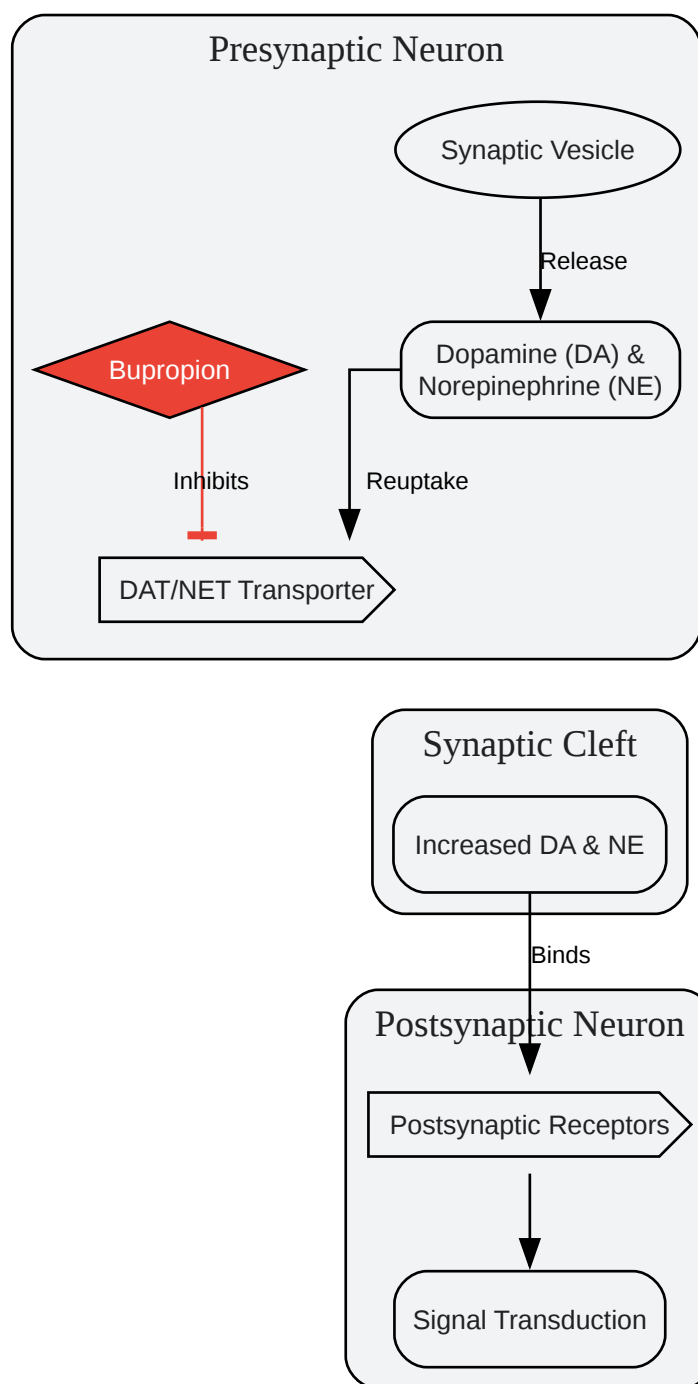 Presynaptic Neuron
Synaptic Vesicle
Release
Bupropion
Dopamine (DA) &
Norepinephrine (NE)
Inhibits
Reuptake
DAT/NET Transporter
Synaptic Cleft
Increased DA & NE
Binds
Postsynaptic Neuron
Postsynaptic Receptors
Signal Transduction